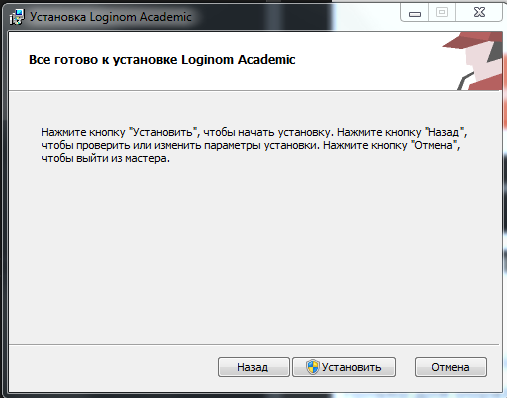 Установка Loginom Academic
Все готово к установке Loginom Academic
Нажмите кнопку "Установить", чтобы начать установку. Нажмите кнопку "Назад",
чтобы проверить или изменить параметры установки. Нажмите кнопку "Отмена",
чтобы выйти из мастера.
Назад
Установить
Отмена